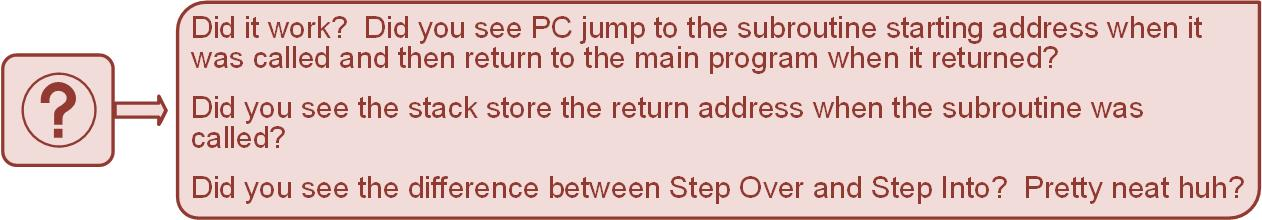 ?
Did it work?  Did you see PC jump to the subroutine starting address when it
was called and then return to the main program when it returned?
Did you see the stack store the return address when the subroutine was
called?
Did you see the difference between Step Over and Step Into?  Pretty neat huh?